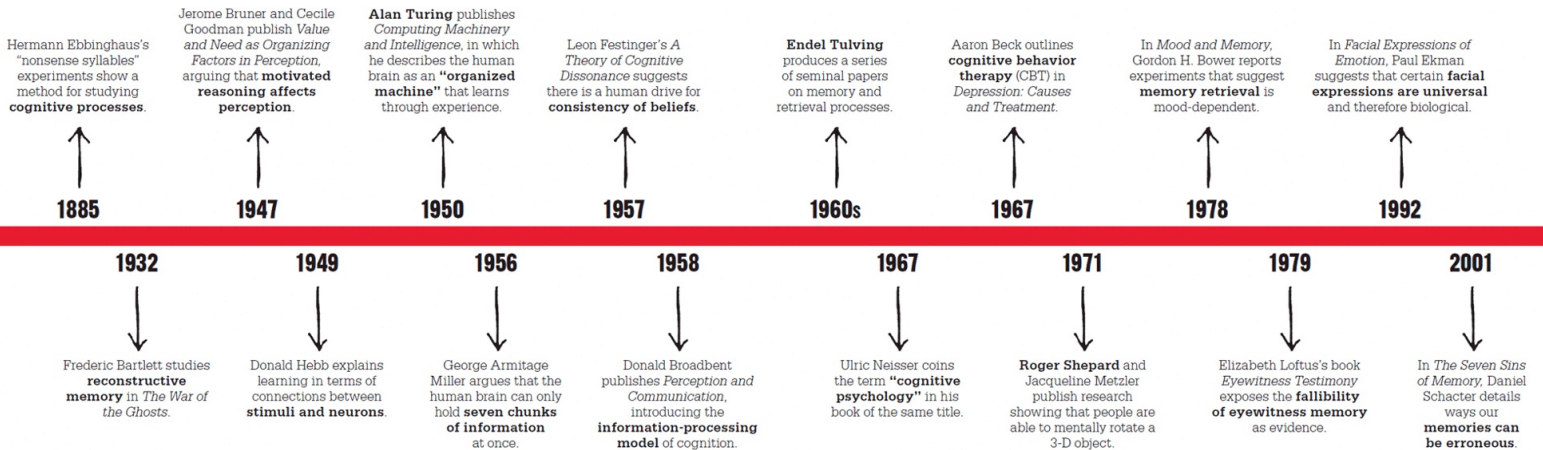 Hermann Ebbinghaus's
"nonsense syllables"
experiments show a
method for studying
cognitive processes.
Jerome Bruner and Cecile
Goodman publish Value
and Need as Organizing
Factors in Perception,
arguing that motivated
reasoning affects
perception.
Alan Turing publishes
Computing Machinery
and Intelligence, in which
he describes the human
brain as an "organized
machine" that learns
through experience.
Leon Festinger's A
Theory of Cognitive
Dissonance suggests
there is a human drive for
consistency of beliefs.
Endel Tulving
produces a series
of seminal papers
on memory and
retrieval processes.
Aaron Beck outlines
cognitive behavior
therapy (CBT) in
Depression: Causes
and Treatment.
In Mood and Memory,
Gordon H. Bower reports
experiments that suggest
memory retrieval is
mood-dependent.
In Facial Expressions of
Emotion, Paul Ekman
suggests that certain facial
expressions are universal
and therefore biological.
1885
1947
1950
1957
1960s
1967
1978
1992
1932
1949
1956
1958
1967
1971
1979
2001
Frederic Bartlett studies
reconstructive
memory in The War of
the Ghosts.
Donald Hebb explains
learning in terms of
connections between
stimuli and neurons.
George Armitage
Miller argues that the
human brain can only
hold seven chunks
of information
at once.
Donald Broadbent
publishes Perception and
Communication,
introducing the
information-processing
model of cognition.
Ulric Neisser coins
the term "cognitive
psychology" in his
book of the same title.
Roger Shepard and
Jacqueline Metzler
publish research
showing that people are
able to mentally rotate a
3-D object.
Elizabeth Loftus's book
Eyewitness Testimony
exposes the fallibility
of eyewitness memory
as evidence.
In The Seven Sins
of Memory, Daniel
Schacter details
ways our
memories can
be erroneous.